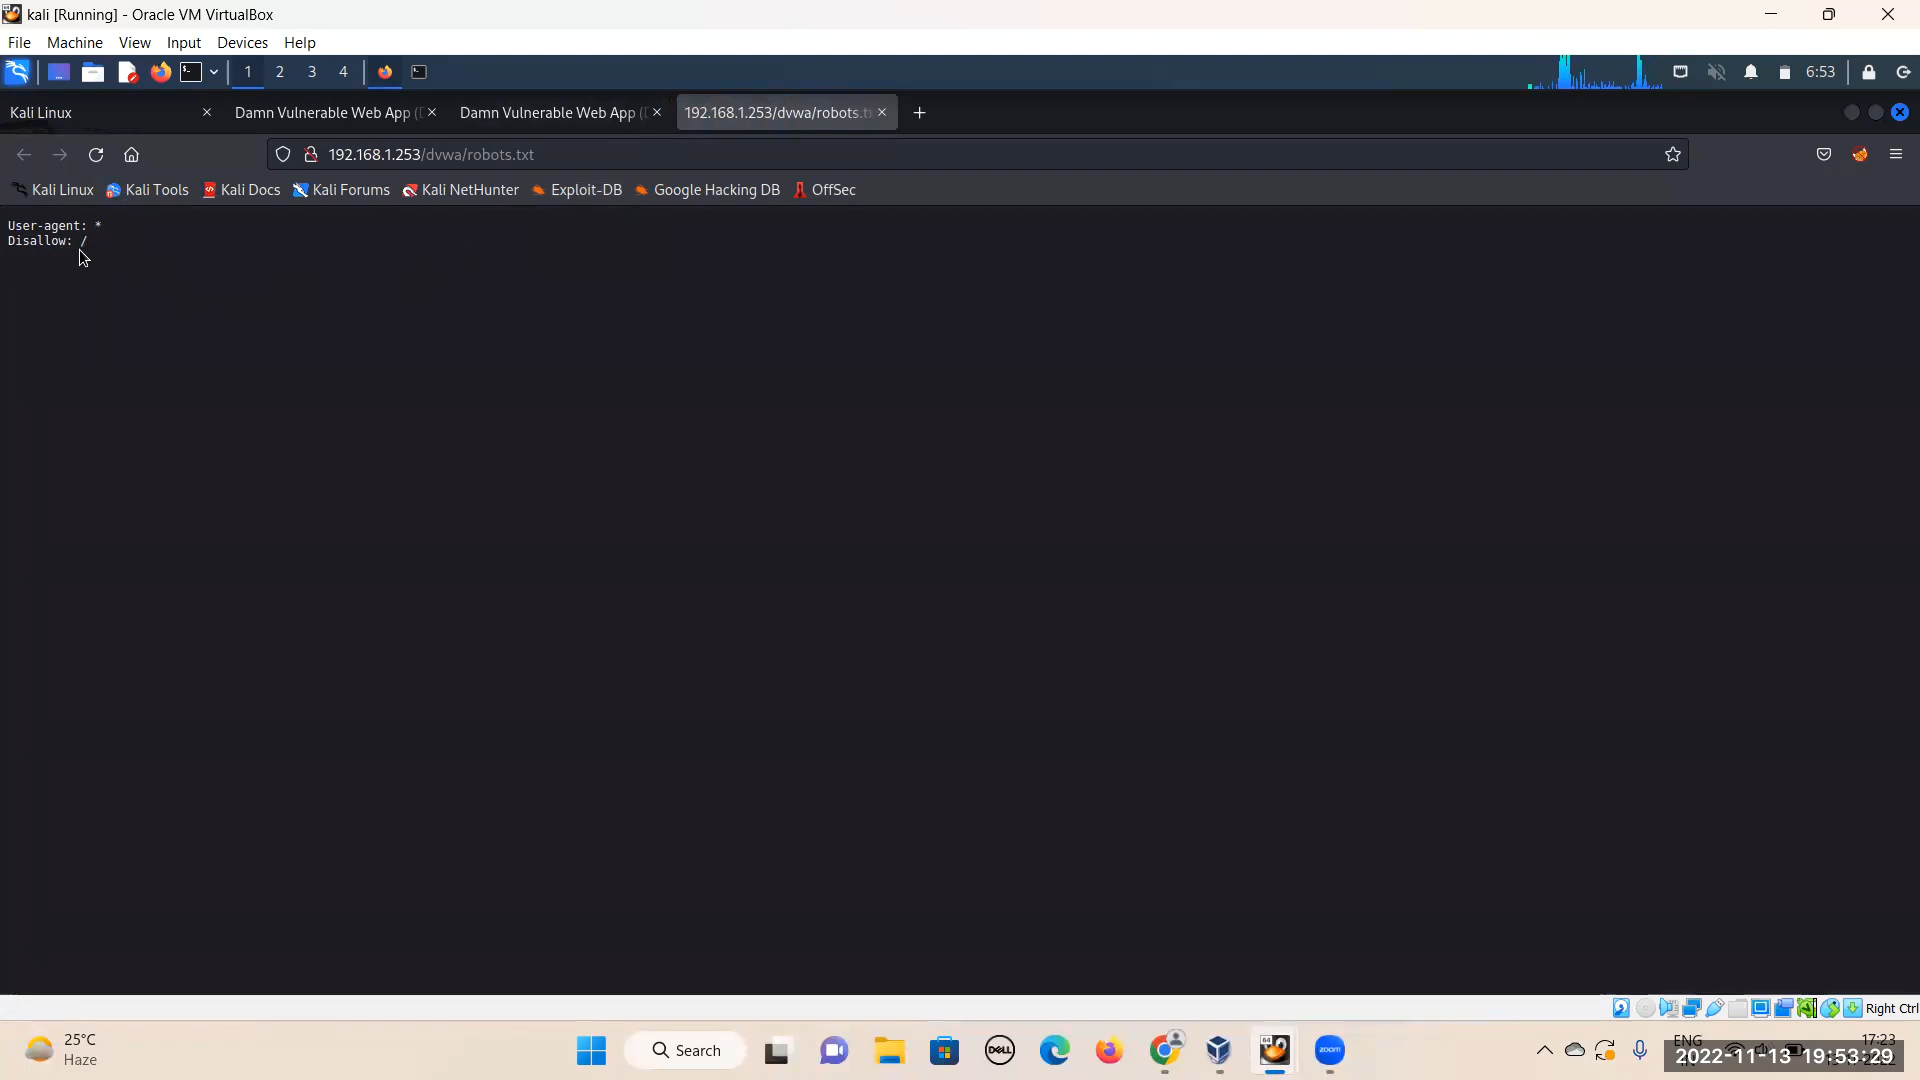 kali [Running] - Oracle VM VirtualBox
File Machine View Input Devices Help
1 2 3 4 6:53
Kali Linux Damn Vulnerable Web App ( Damn Vulnerable Web App ( 192.168.1.253/dvwa/robots.t
192.168.1.253/dvwa/robots.txt
Kali Linux Kali Tools Kali Docs Kali Forums Kali NetHunter Exploit-DB Google Hacking DB OffSec
User-agent: *
Disallow: /
Right Ctrl
25°C
Haze
Search
DELL
zoom
ENG
17:23
2022-11-13 19:53:29